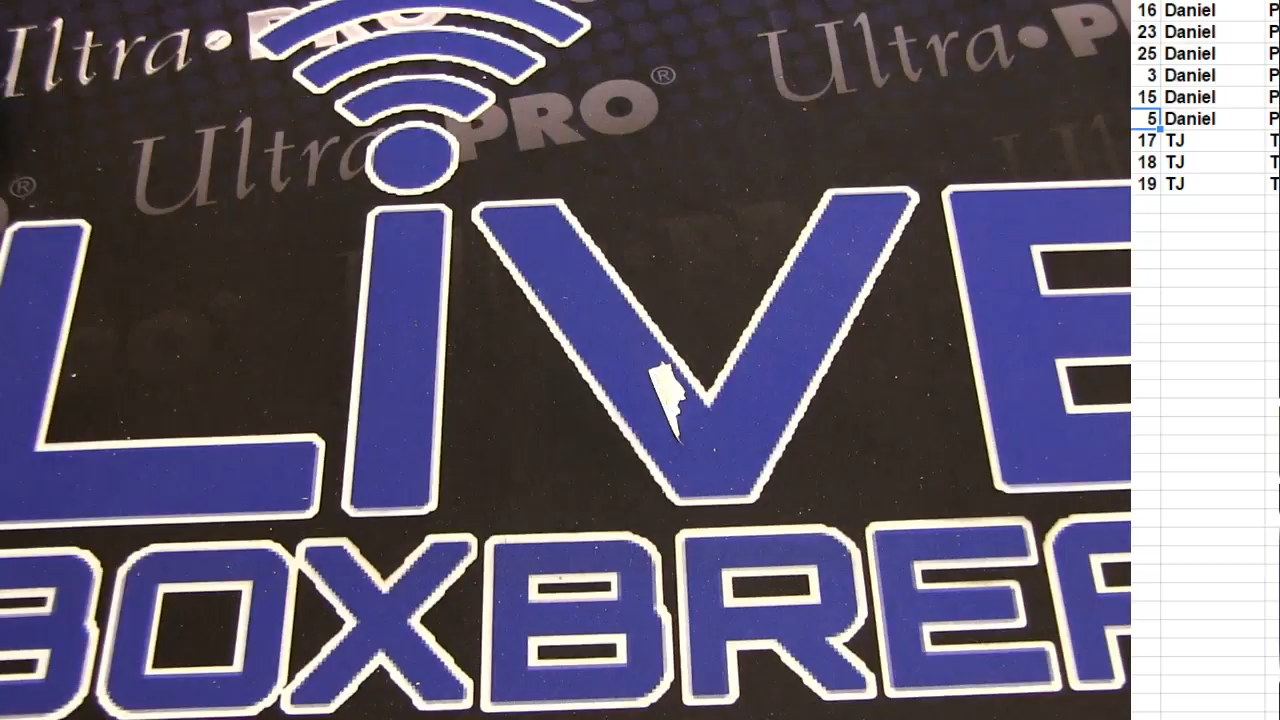 Ultra•PRO
Ultra•P
Ultra PRO®
®
LiVE
BOXBREA
16 Daniel P
23 Daniel P
25 Daniel P
3 Daniel P
15 Daniel P
5 Daniel P
17 TJ T
18 TJ T
19 TJ T